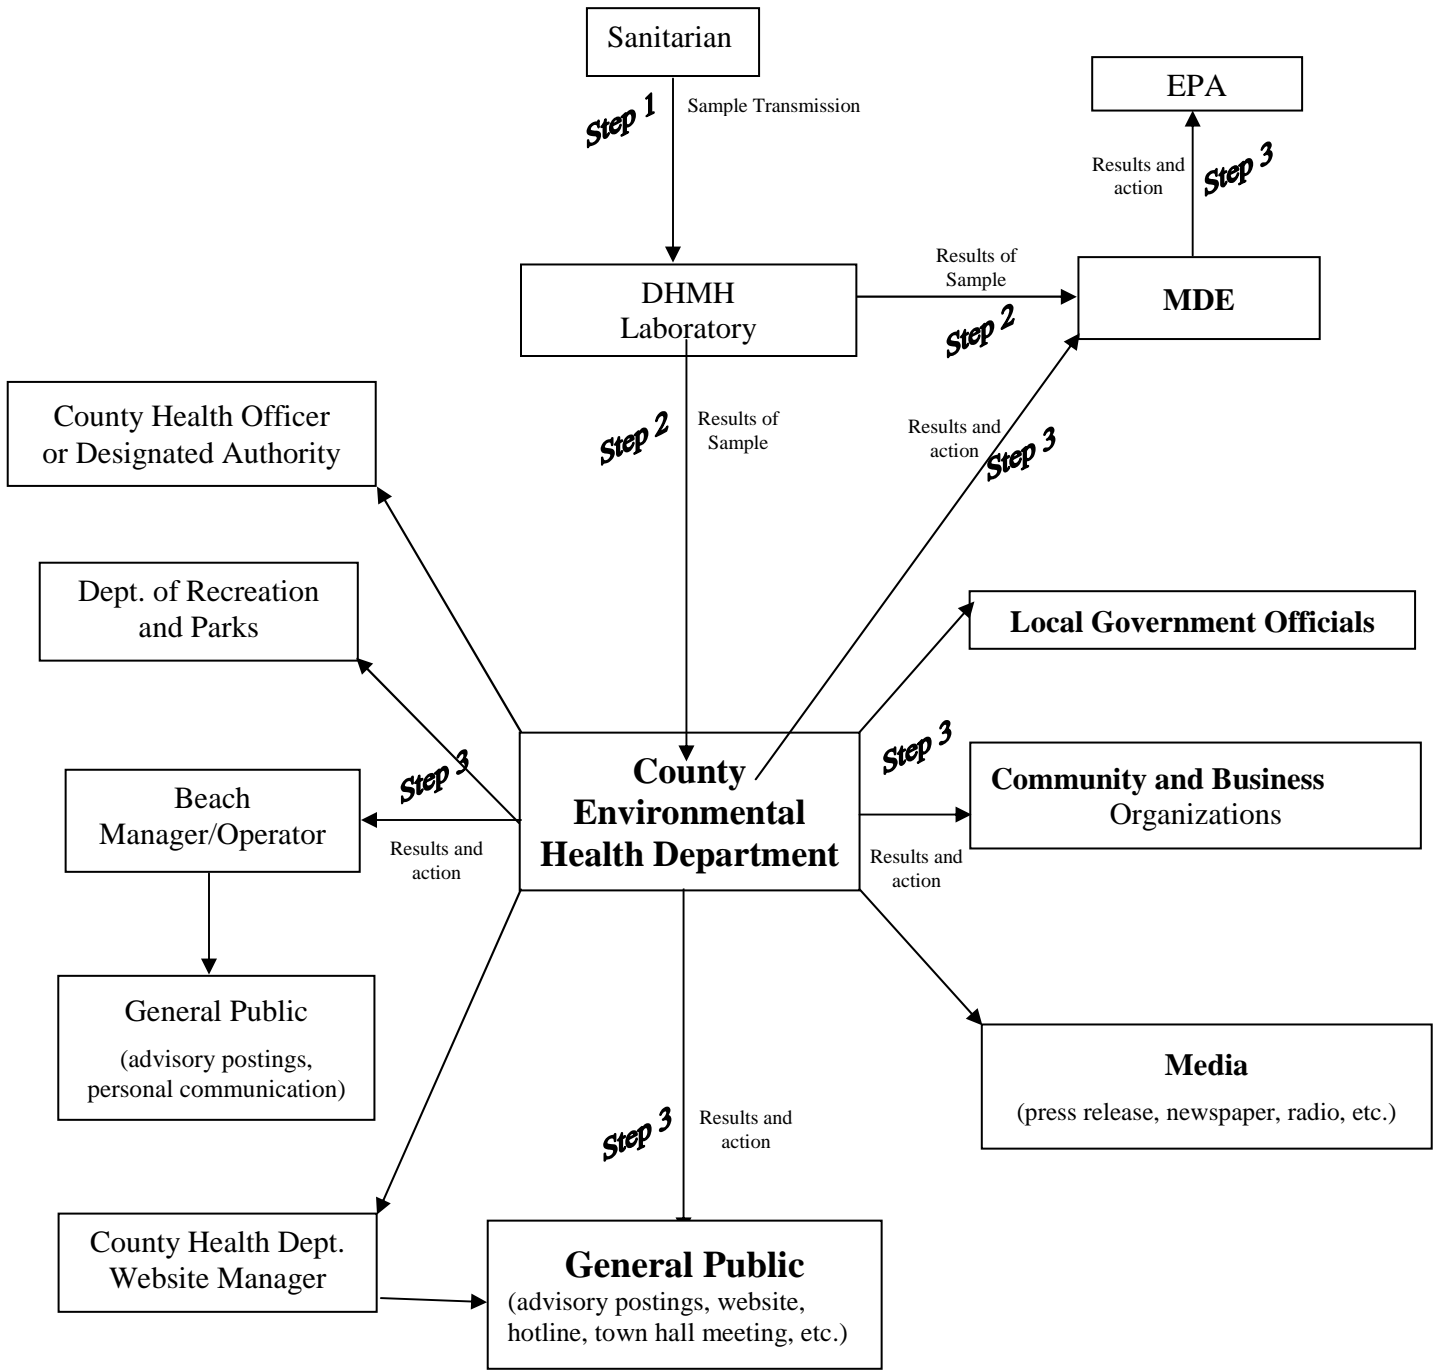 Sanitarian
Step 1
Sample Transmission
EPA
Results and
action
Step 3
DHMH
Laboratory
Results of
Sample
Step 2
MDE
County Health Officer
or Designated Authority
Step 2
Results of
Sample
Results and
action
Step 3
Dept. of Recreation
and Parks
Local Government Officials
Step 3
Beach
Manager/Operator
Results and
action
County
Environmental
Health Department
Step 3
Results and
action
Community and Business
Organizations
General Public
(advisory postings,
personal communication)
Media
(press release, newspaper, radio, etc.)
Step 3
Results and
action
County Health Dept.
Website Manager
General Public
(advisory postings, website,
hotline, town hall meeting, etc.)